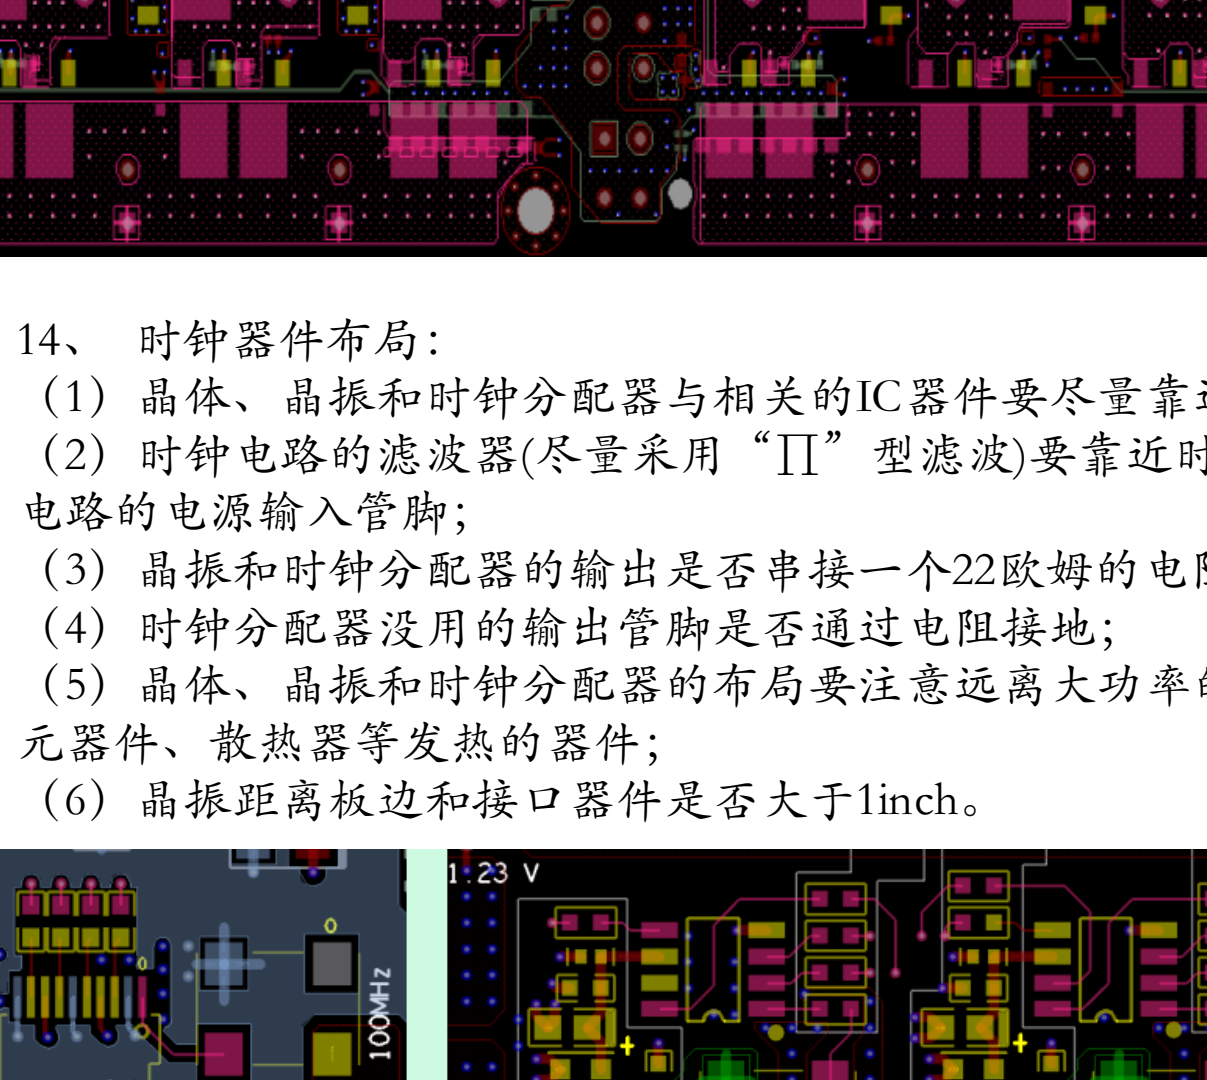 14、 时钟器件布局：
（1）晶体、晶振和时钟分配器与相关的IC器件要尽量靠
（2）时钟电路的滤波器(尽量采用“∏”型滤波)要靠近时
电路的电源输入管脚；
（3）晶振和时钟分配器的输出是否串接一个22欧姆的电
（4）时钟分配器没用的输出管脚是否通过电阻接地；
（5）晶体、晶振和时钟分配器的布局要注意远离大功率
元器件、散热器等发热的器件；
（6）晶振距离板边和接口器件是否大于1inch。
1.23 V
100MHz